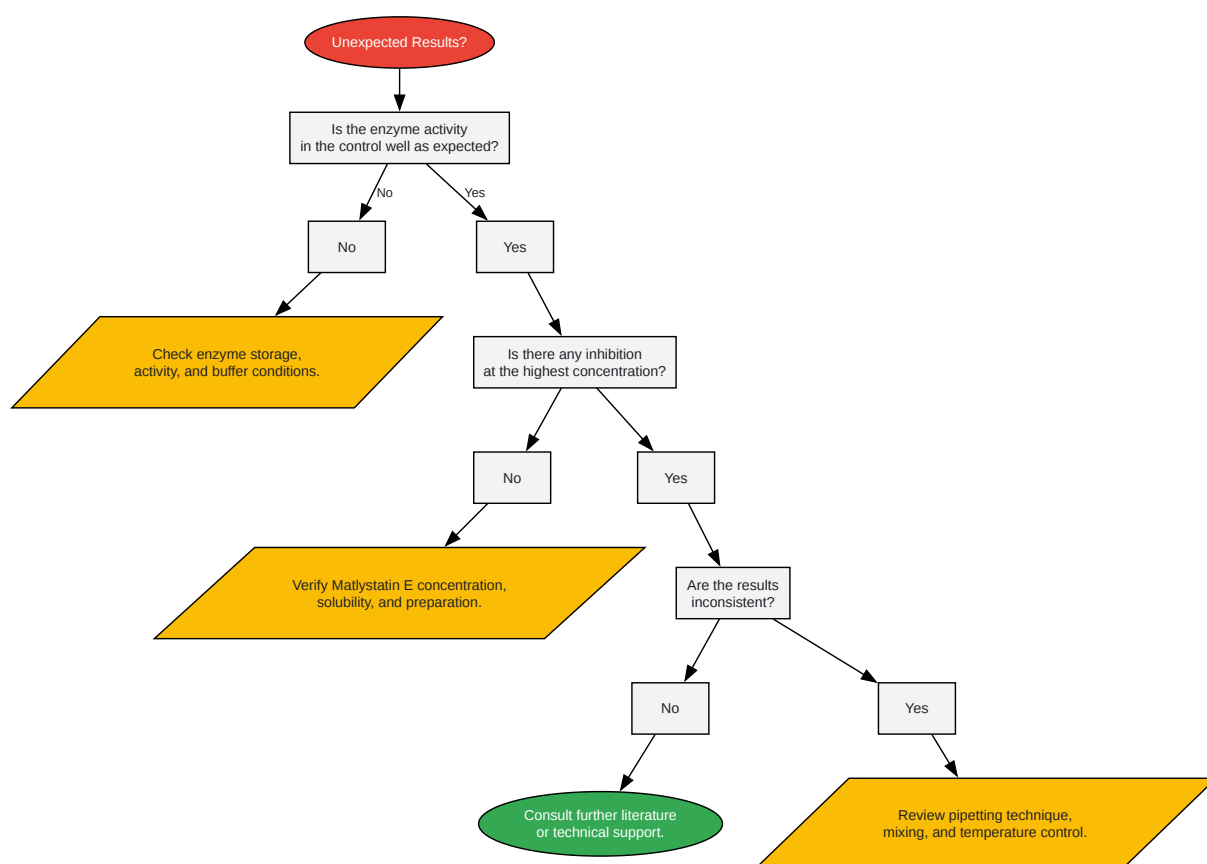 Unexpected Results?
Is the enzyme activity
in the control well as expected?
No
Yes
No
Yes
Check enzyme storage,
activity, and buffer conditions.
Is there any inhibition
at the highest concentration?
No
Yes
Verify Matlystatin E concentration,
solubility, and preparation.
Are the results
inconsistent?
No
Yes
Consult further literature
or technical support.
Review pipetting technique,
mixing, and temperature control.